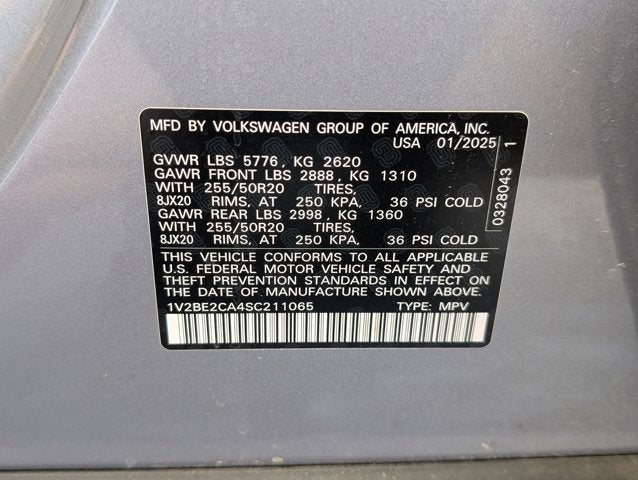 MFD BY VOLKSWAGEN GROUP OF AMERICA, INC.
USA 01/2025
GVWR LBS 5776, KG 2620
GAWR FRONT LBS 2888, KG 1310
WITH 255/50R20 TIRES,
8JX20 RIMS, AT 250 KPA, 36 PSI COLD
GAWR REAR LBS 2998, KG 1360
WITH 255/50R20 TIRES,
8JX20 RIMS, AT 250 KPA, 36 PSI COLD
THIS VEHICLE CONFORMS TO ALL APPLICABLE
U.S. FEDERAL MOTOR VEHICLE SAFETY AND
THEFT PREVENTION STANDARDS IN EFFECT ON
THE DATE OF MANUFACTURE SHOWN ABOVE.
1V2BE2CA4SC211065 TYPE: MPV
0328043 1